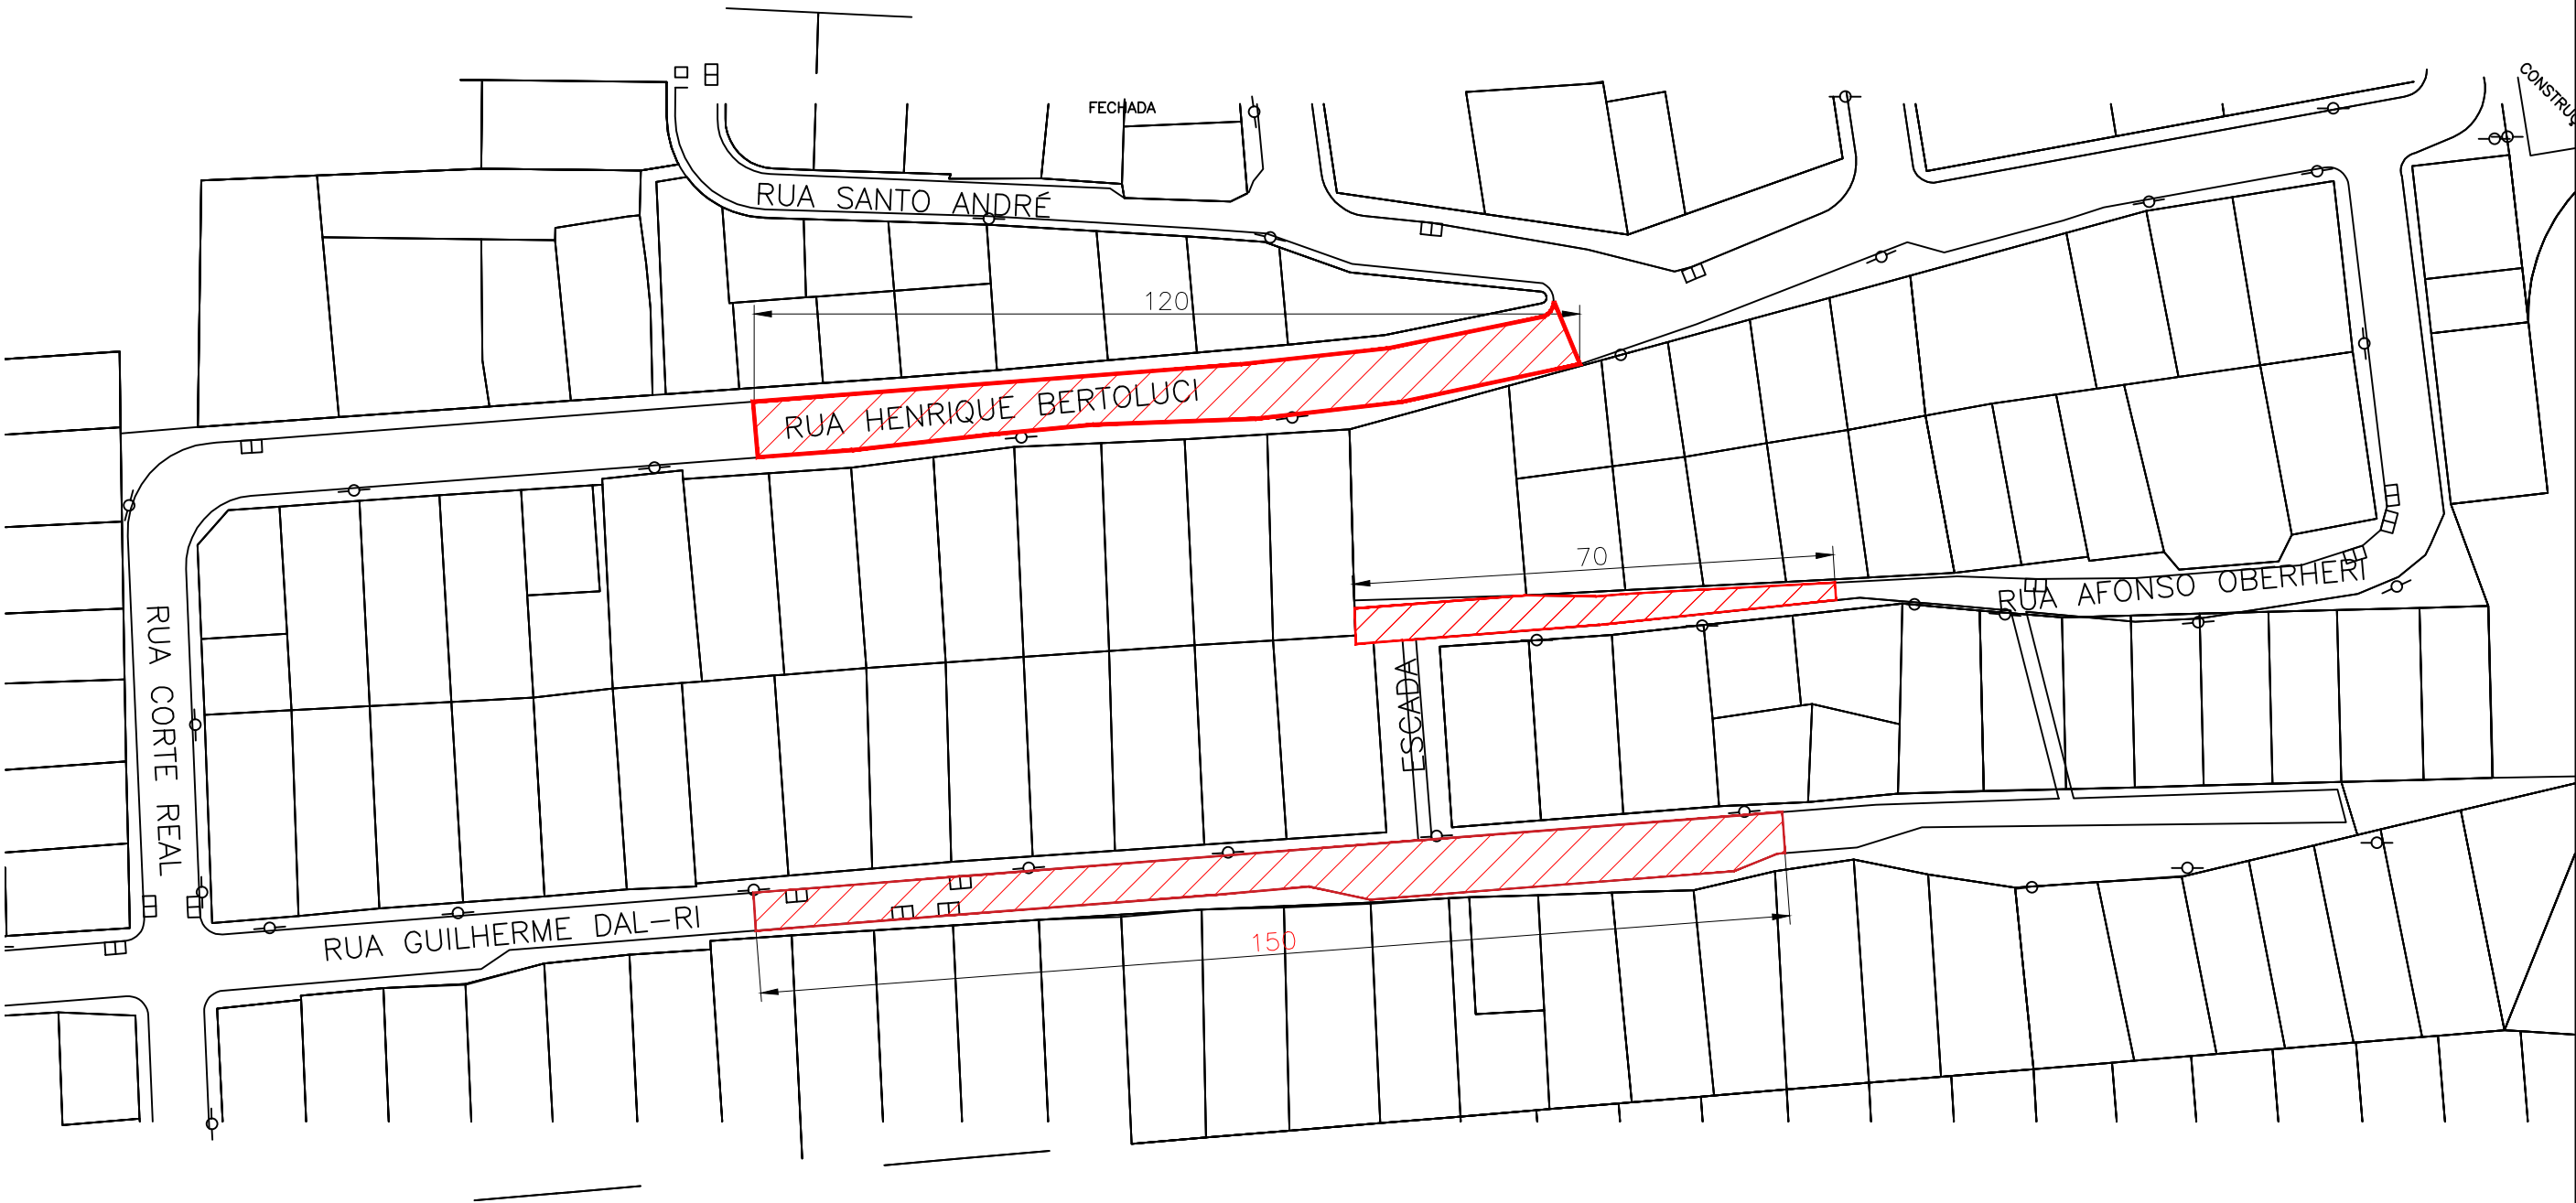 CONSTRUÇ
FECHADA
RUA SANTO ANDRÉ
120
RUA HENRIQUE BERTOLUCI
70
RUA AFONSO OBERHERI
RUA CORTE REAL
ESCADA
RUA GUILHERME DAL-RI
150